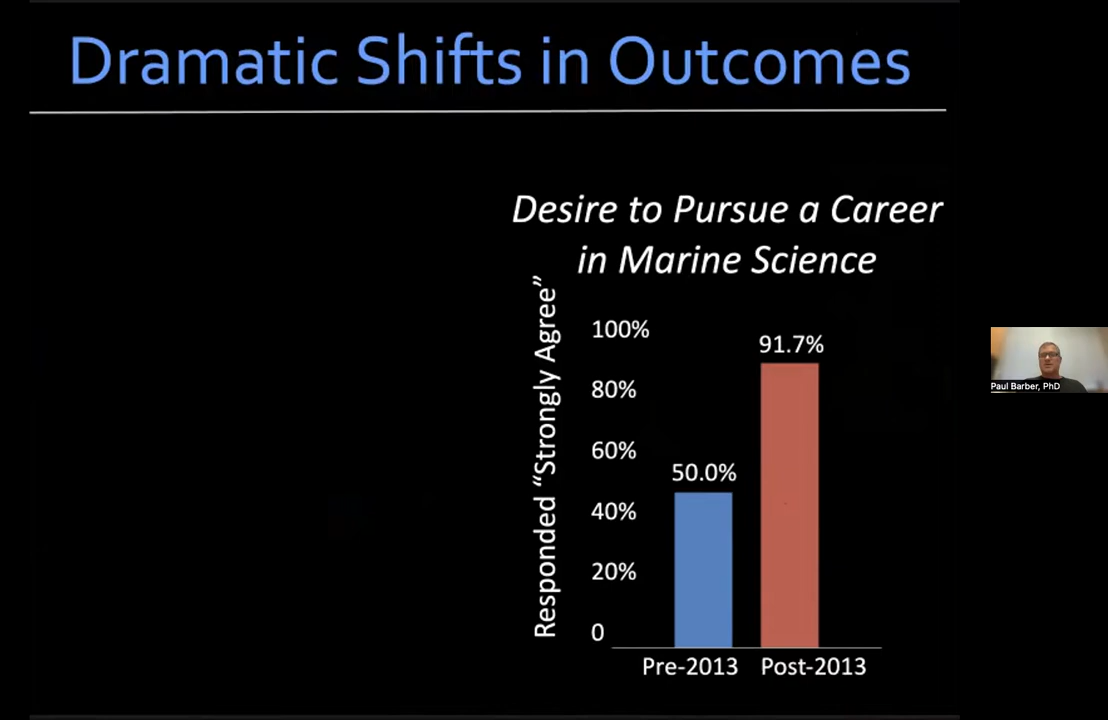 Dramatic Shifts in Outcomes
Desire to Pursue a Career
in Marine Science
Responded “Strongly Agree”
100%
80%
60%
40%
20%
0
50.0%
91.7%
Pre-2013
Post-2013
Paul Barber, PhD